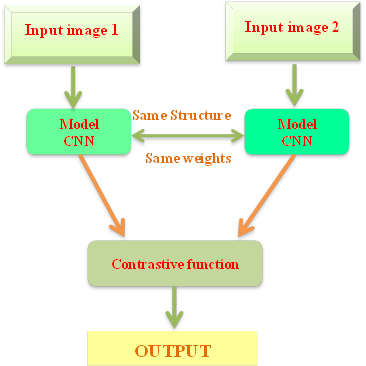 Input image 1
Input image 2
Model
CNN
Same Structure
Same weights
Model
CNN
Contrastive function
OUTPUT